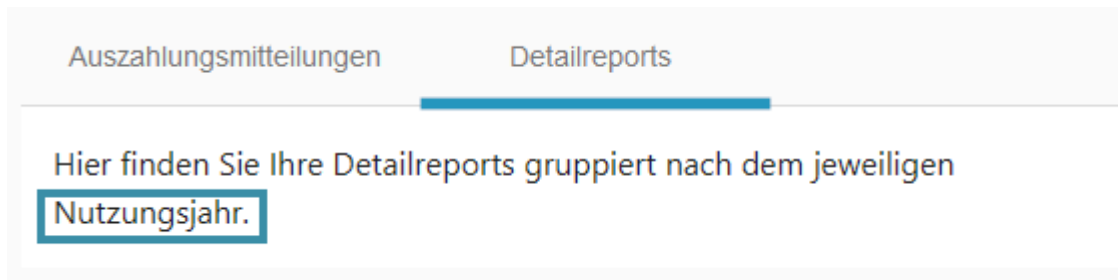 Auszahlungsmitteilungen Detailreports
Hier finden Sie Ihre Detailreports gruppiert nach dem jeweiligen
Nutzungsjahr.